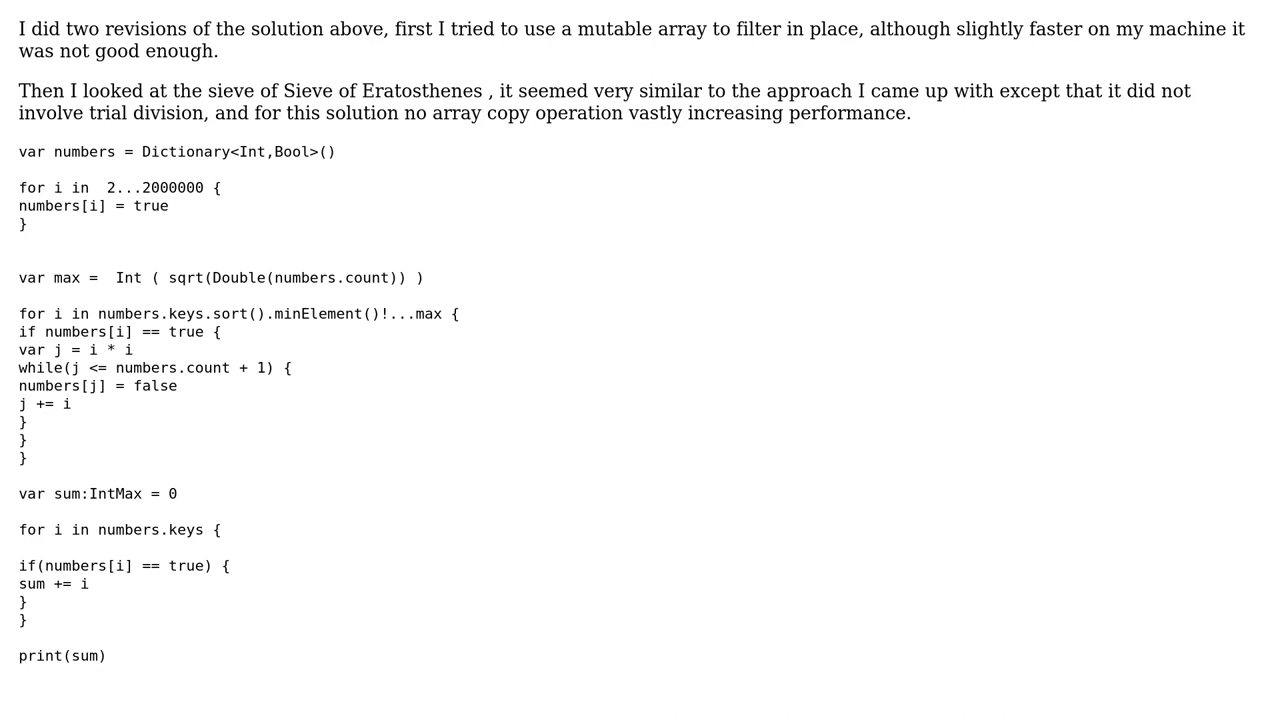 I did two revisions of the solution above, first I tried to use a mutable array to filter in place, although slightly faster on my machine it
was not good enough.
Then I looked at the sieve of Sieve of Eratosthenes , it seemed very similar to the approach I came up with except that it did not
involve trial division, and for this solution no array copy operation vastly increasing performance.
var numbers = Dictionary<Int,Bool>()
for i in  2...2000000 {
numbers[i] = true
}
var max =  Int ( sqrt(Double(numbers.count)) )
for i in numbers.keys.sort().minElement()!...max {
if numbers[i] == true {
var j = i * i
while(j <= numbers.count + 1) {
numbers[j] = false
j += i
}
}
}
var sum:IntMax = 0
for i in numbers.keys {
if(numbers[i] == true) {
sum += i
}
}
print(sum)